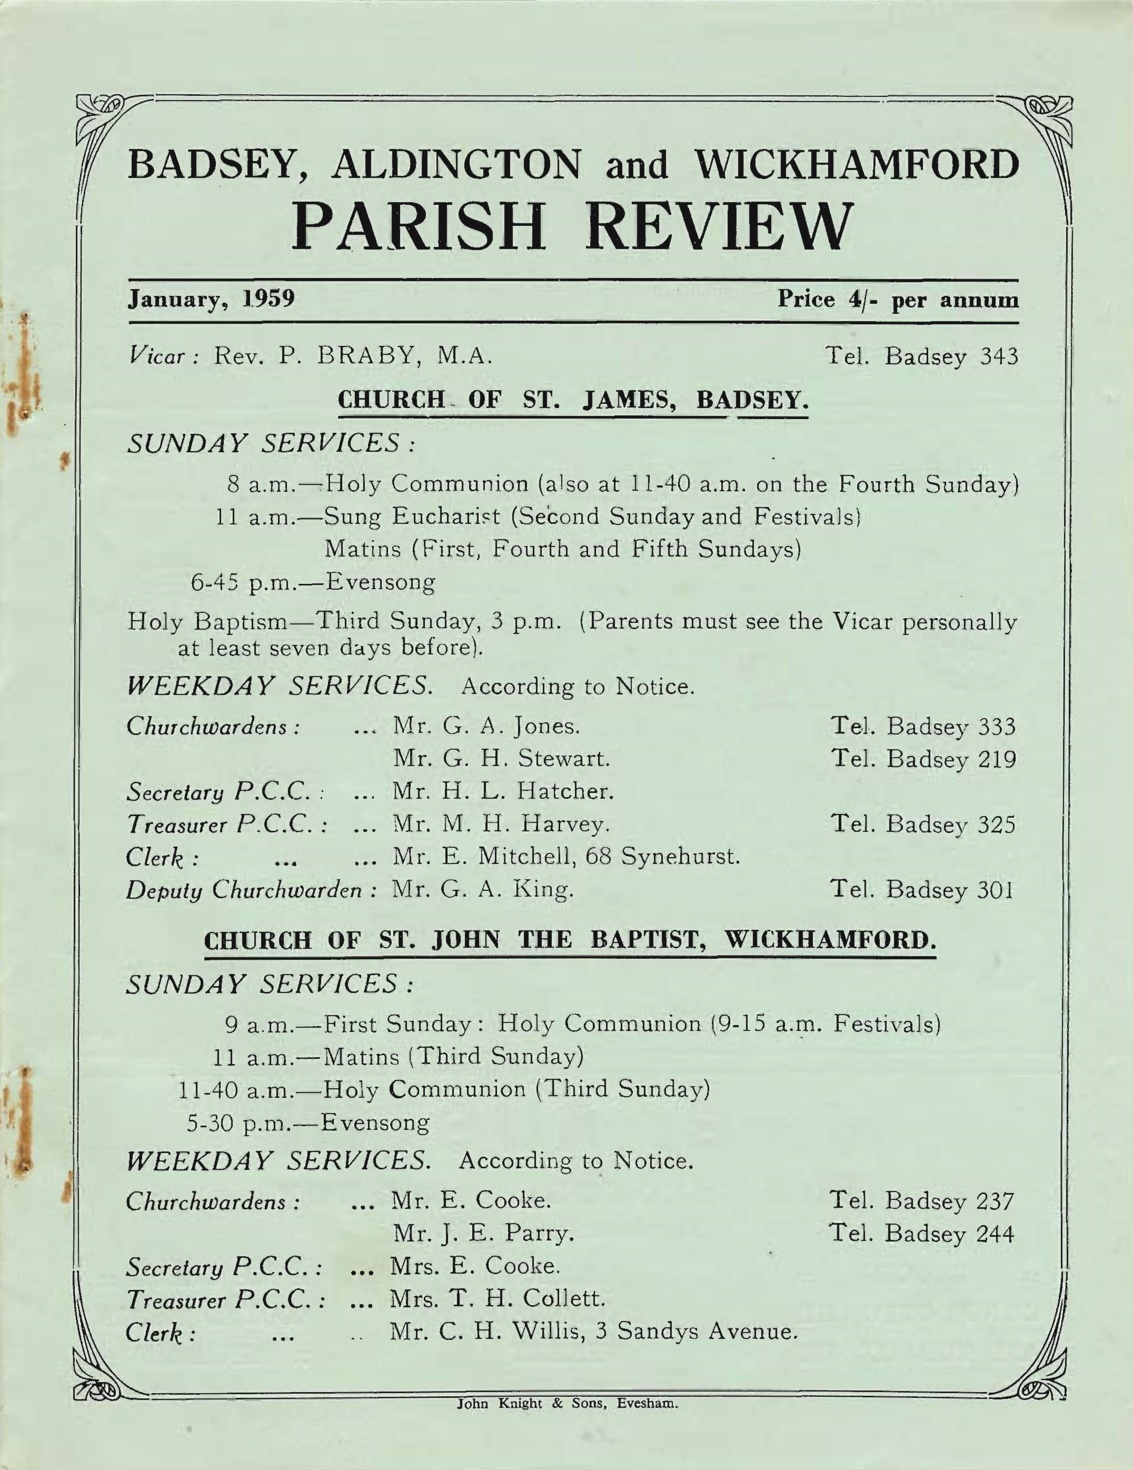 BADSEY, ALDINGTON and WICKHAMFORD
PARISH REVIEW
January, 1959 Price 4/- per annum
Vicar : Rev. P. BRABY, M.A. Tel. Badsey 343
CHURCH OF ST. JAMES, BADSEY.
SUNDAY SERVICES :
8 a.m.—Holy Communion (also at 11-40 a.m. on the Fourth Sunday)
11 a.m.—Sung Eucharist (Second Sunday and Festivals)
Matins (First, Fourth and Fifth Sundays)
6-45 p.m.—Evensong
Holy Baptism—Third Sunday, 3 p.m. (Parents must see the Vicar personally
at least seven days before).
WEEKDAY SERVICES. According to Notice.
Churchwardens : ... Mr. G. A. Jones. Tel. Badsey 333
Mr. G. H. Stewart. Tel. Badsey 219
Secretary P.C.C. : ... Mr. H. L. Hatcher.
Treasurer P.C.C. : ... Mr. M. H. Harvey. Tel. Badsey 325
Clerk : ... ... Mr. E. Mitchell, 68 Synehurst.
Deputy Churchwarden : Mr. G. A. King. Tel. Badsey 301
CHURCH OF ST. JOHN THE BAPTIST, WICKHAMFORD.
SUNDAY SERVICES :
9 a.m.—First Sunday : Holy Communion (9-15 a.m. Festivals)
11 a.m.—Matins (Third Sunday)
11-40 a.m.—Holy Communion (Third Sunday)
5-30 p.m.—Evensong
WEEKDAY SERVICES. According to Notice.
Churchwardens : ... Mr. E. Cooke. Tel. Badsey 237
Mr. J. E. Parry. Tel. Badsey 244
Secretary P.C.C. : ... Mrs. E. Cooke.
Treasurer P.C.C. : ... Mrs. T. H. Collett.
Clerk : ... .. Mr. C. H. Willis, 3 Sandys Avenue.
John Knight & Sons, Evesham.